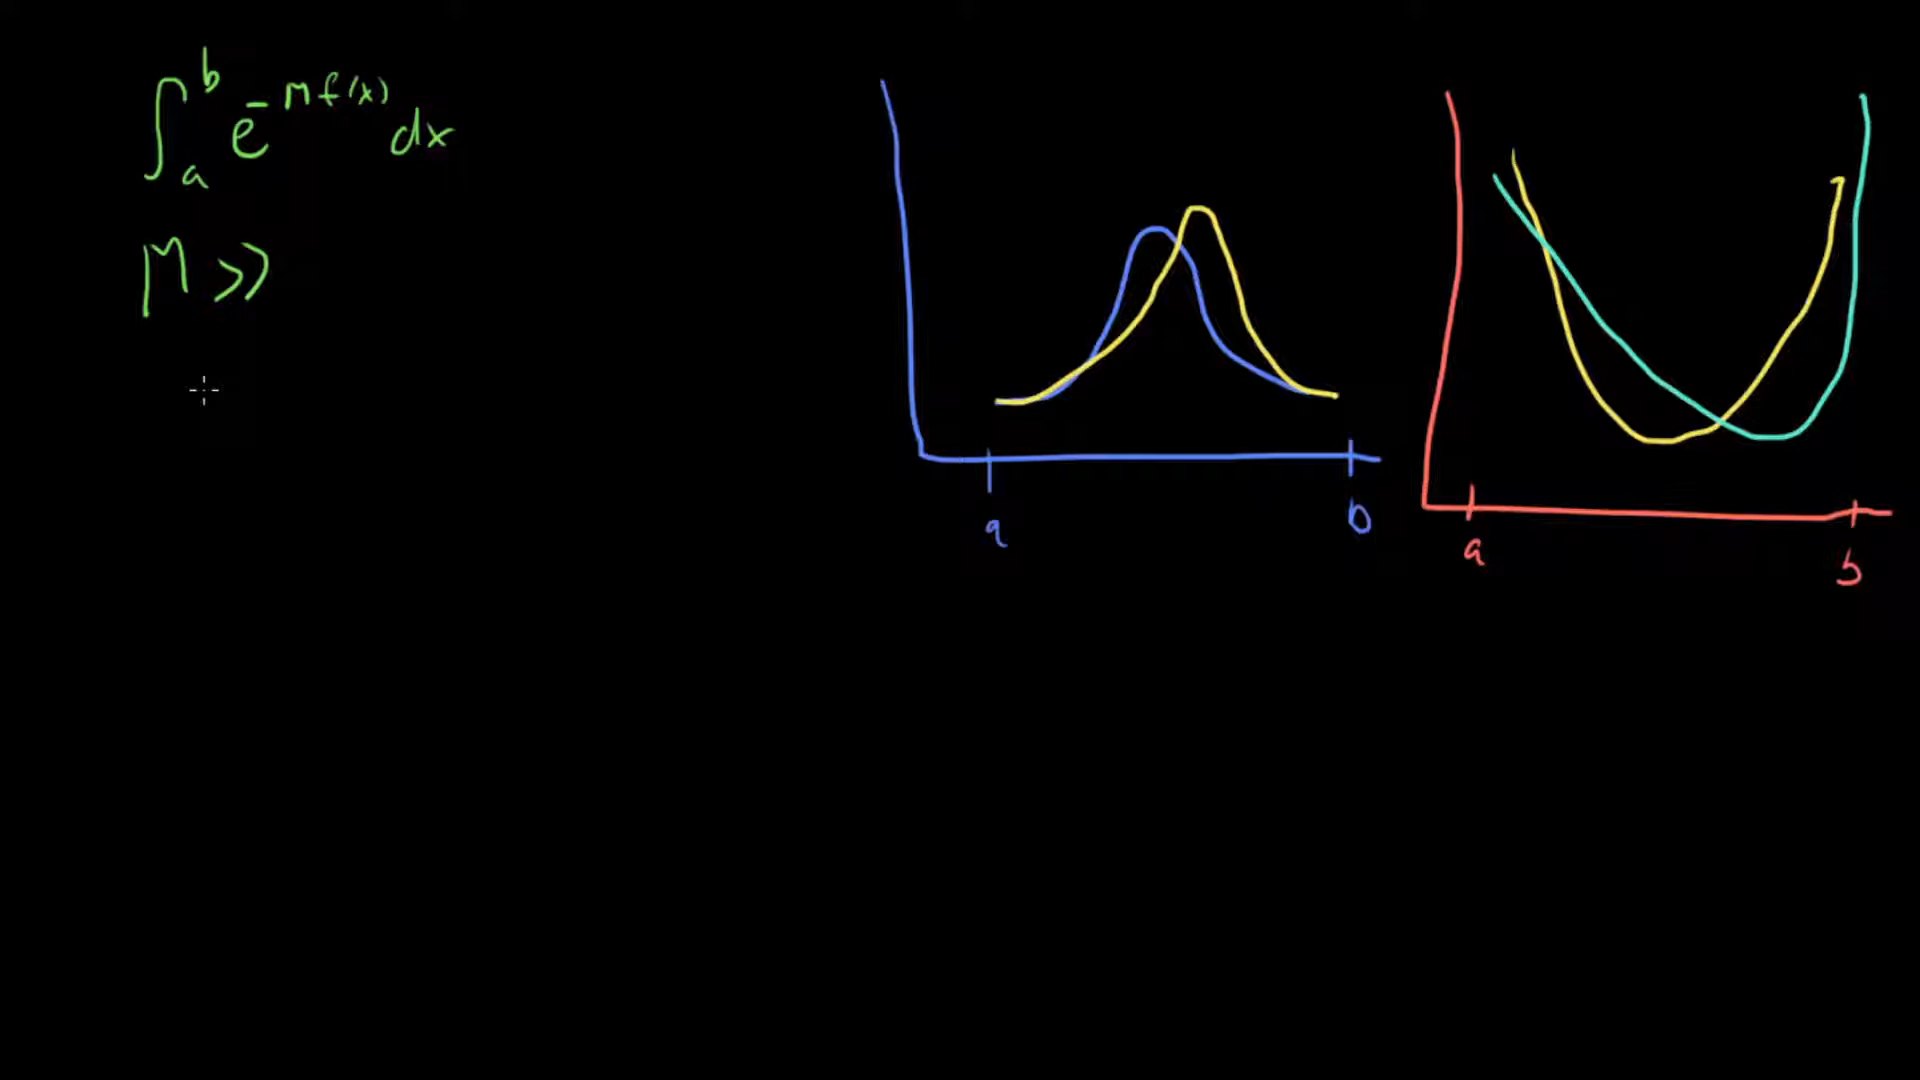 ∫_a^b e^{-Mf(x)} dx
M >>
a b
a b